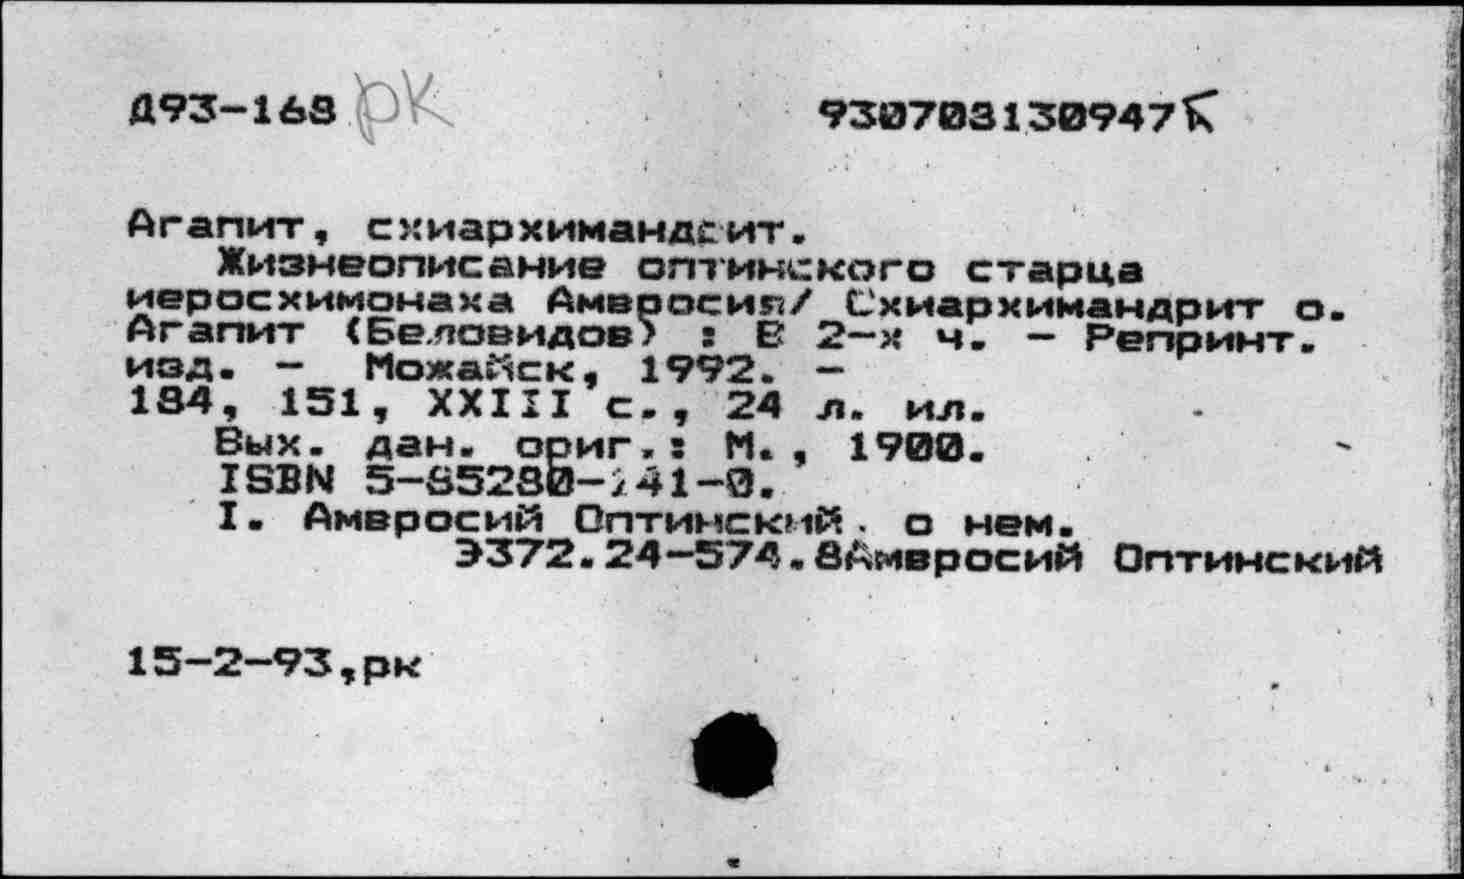 Д93-168 рк 930703130947К
Агапит, схиархимандрит.
Жизнеописание оптинского старца
иеросхимонаха Амвросия/ Схиархимандрит о.
Агапит (Беловидов) : В 2-х ч. - Репринт.
изд. - Можайск, 1992. -
184, 151, XXIII с., 24 л. ил.
Вых. дан. ориг.: М., 1900.
ISBN 5-85280-141-0.
I. Амвросий Оптинский. о нем.
Э372.24-574.8Амвросий Оптинский
15-2-93,рк